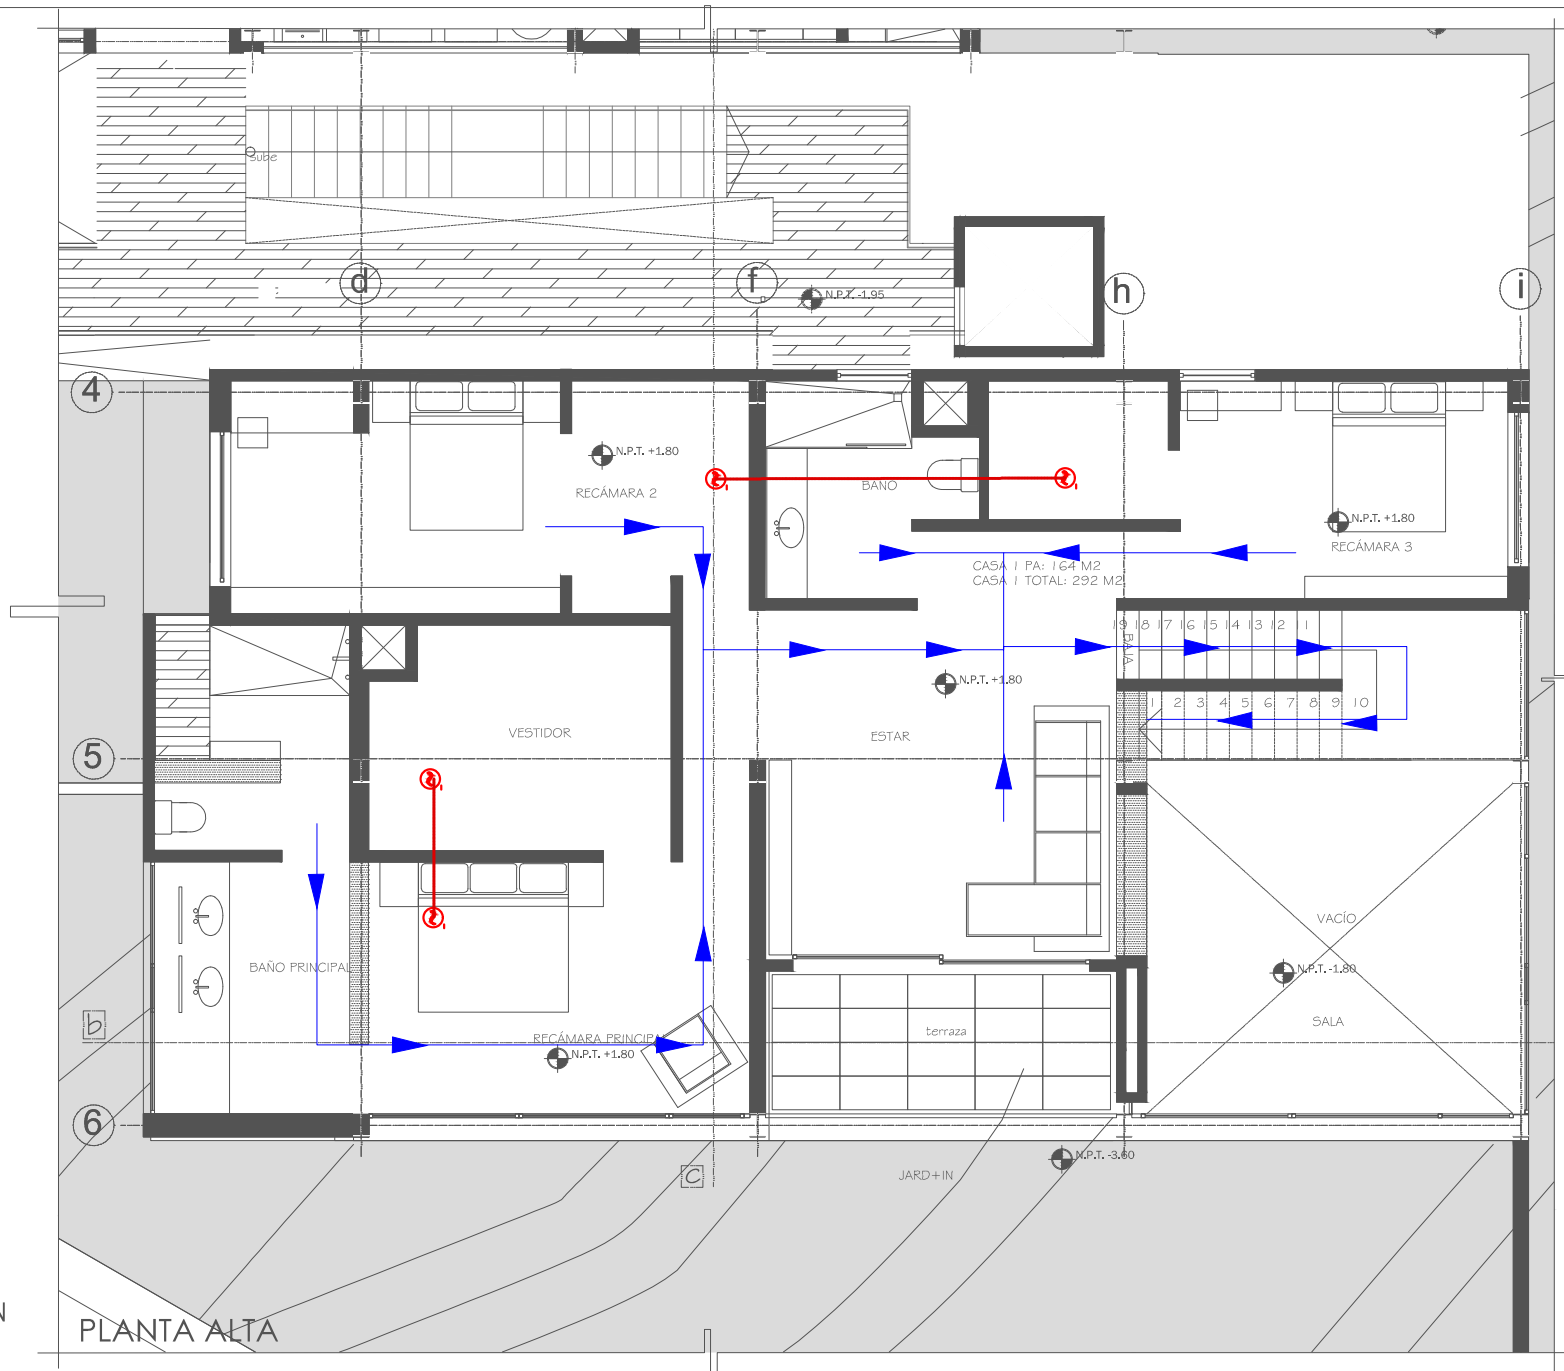 sube
d
f
h
i
N.P.T. -1.95
4
N.P.T. +1.80
RECÁMARA 2
BAÑO
N.P.T. +1.80
RECÁMARA 3
CASA 1 PA: 164 M2
CASA 1 TOTAL: 292 M2
19 18 17 16 15 14 13 12 11
BAJA
N.P.T. +1.80
1 2 3 4 5 6 7 8 9 10
VESTIDOR
ESTAR
5
VACÍO
BAÑO PRINCIPAL
N.P.T. -1.80
b
RECÁMARA PRINCIPAL
N.P.T. +1.80
terraza
SALA
6
N.P.T. -3.60
c
JARD+IN
N
PLANTA ALTA